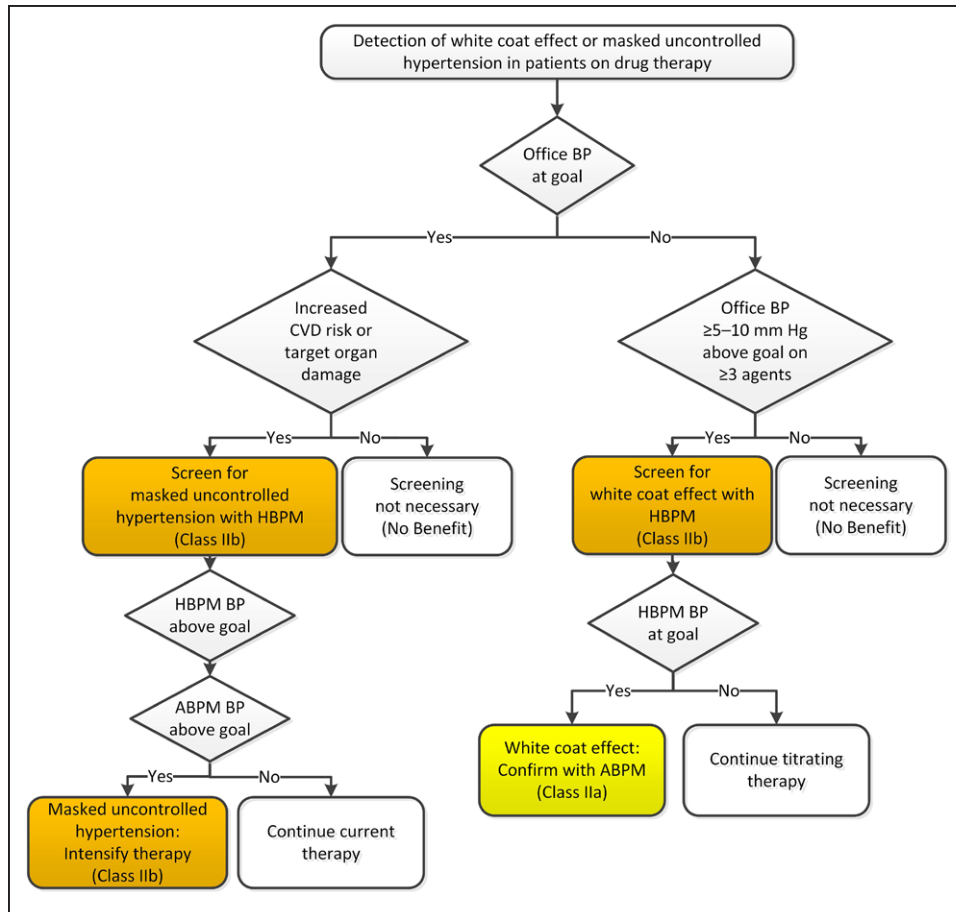 Detection of white coat effect or masked uncontrolled
hypertension in patients on drug therapy
Office BP
at goal
Yes
No
Increased
CVD risk or
target organ
damage
Office BP
≥5–10 mm Hg
above goal on
≥3 agents
Yes
No
Yes
No
Screen for
masked uncontrolled
hypertension with HBPM
(Class IIb)
Screening
not necessary
(No Benefit)
Screen for
white coat effect with
HBPM
(Class IIb)
Screening
not necessary
(No Benefit)
HBPM BP
above goal
HBPM BP
at goal
ABPM BP
above goal
Yes
No
Yes
No
White coat effect:
Confirm with ABPM
(Class IIa)
Continue titrating
therapy
Masked uncontrolled
hypertension:
Intensify therapy
(Class IIb)
Continue current
therapy